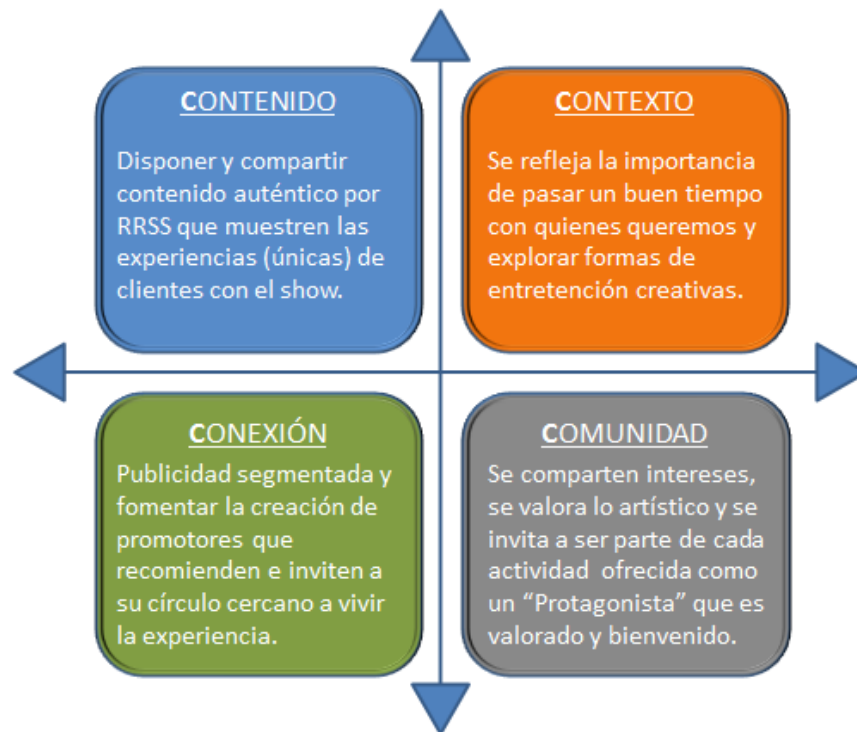 CONTENIDO
Disponer y compartir
contenido auténtico por
RRSS que muestren las
experiencias (únicas) de
clientes con el show.
CONTEXTO
Se refleja la importancia
de pasar un buen tiempo
con quienes queremos y
explorar formas de
entretención creativas.
CONEXIÓN
Publicidad segmentada y
fomentar la creación de
promotores que
recomienden e inviten a
su círculo cercano a vivir
la experiencia.
COMUNIDAD
Se comparten intereses,
se valora lo artístico y se
invita a ser parte de cada
actividad ofrecida como
un “Protagonista” que es
valorado y bienvenido.